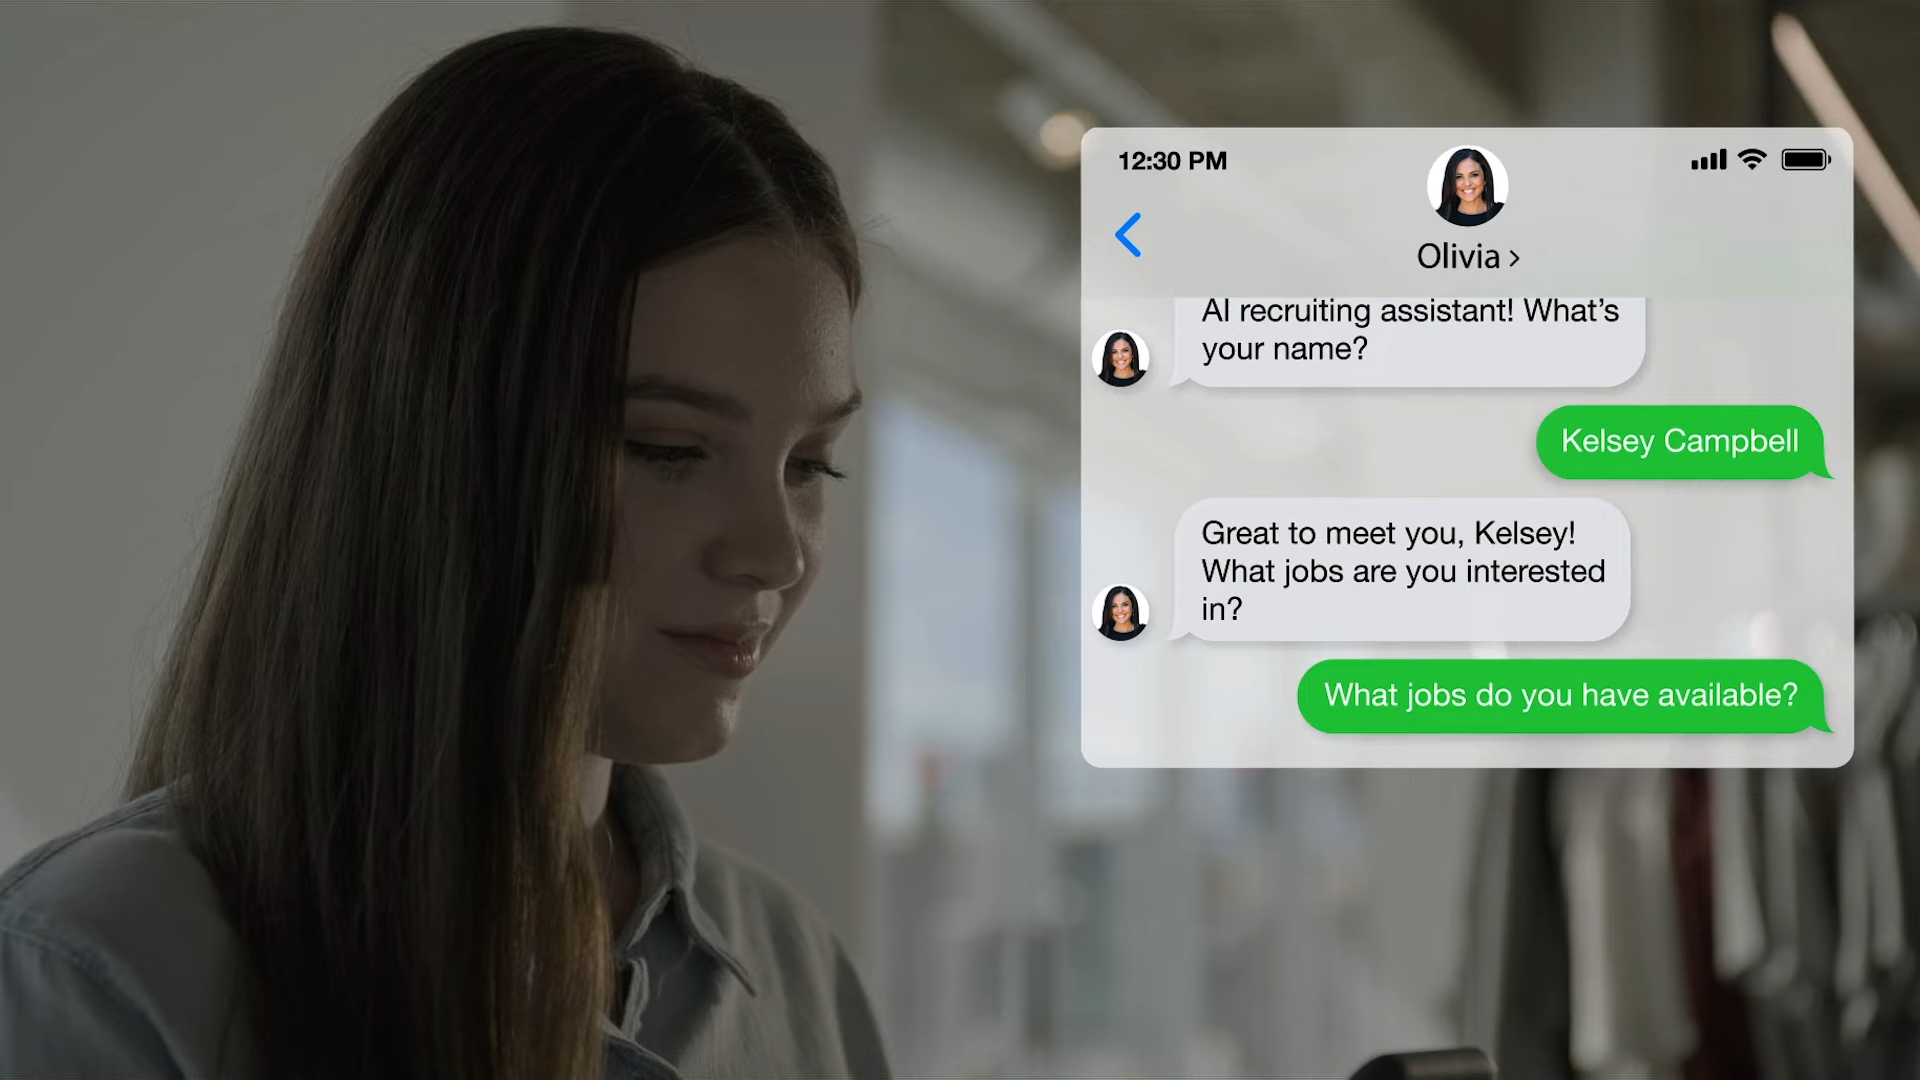 12:30 PM
Olivia >
AI recruiting assistant! What's
your name?
Kelsey Campbell
Great to meet you, Kelsey!
What jobs are you interested
in?
What jobs do you have available?